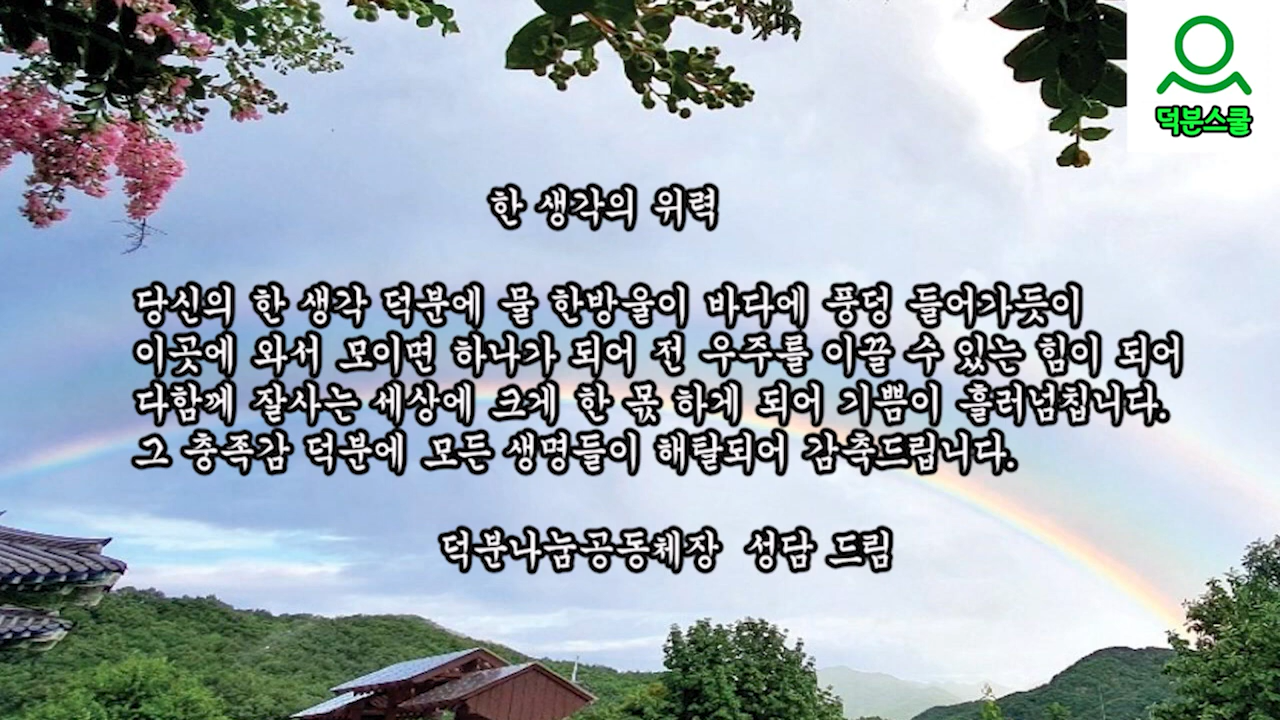 덕분스쿨
한 생각의 위력
당신의 한 생각 덕분에 물 한방울이 바다에 풍덩 들어가듯이
이곳에 와서 모이면 하나가 되어 전 우주를 이끌 수 있는 힘이 되어
다함께 잘사는 세상에 크게 한 몫 하게 되어 기쁨이 흘러넘칩니다.
그 충족감 덕분에 모든 생명들이 해탈되어 감축드립니다.
덕분나눔공동체장 성담 드림